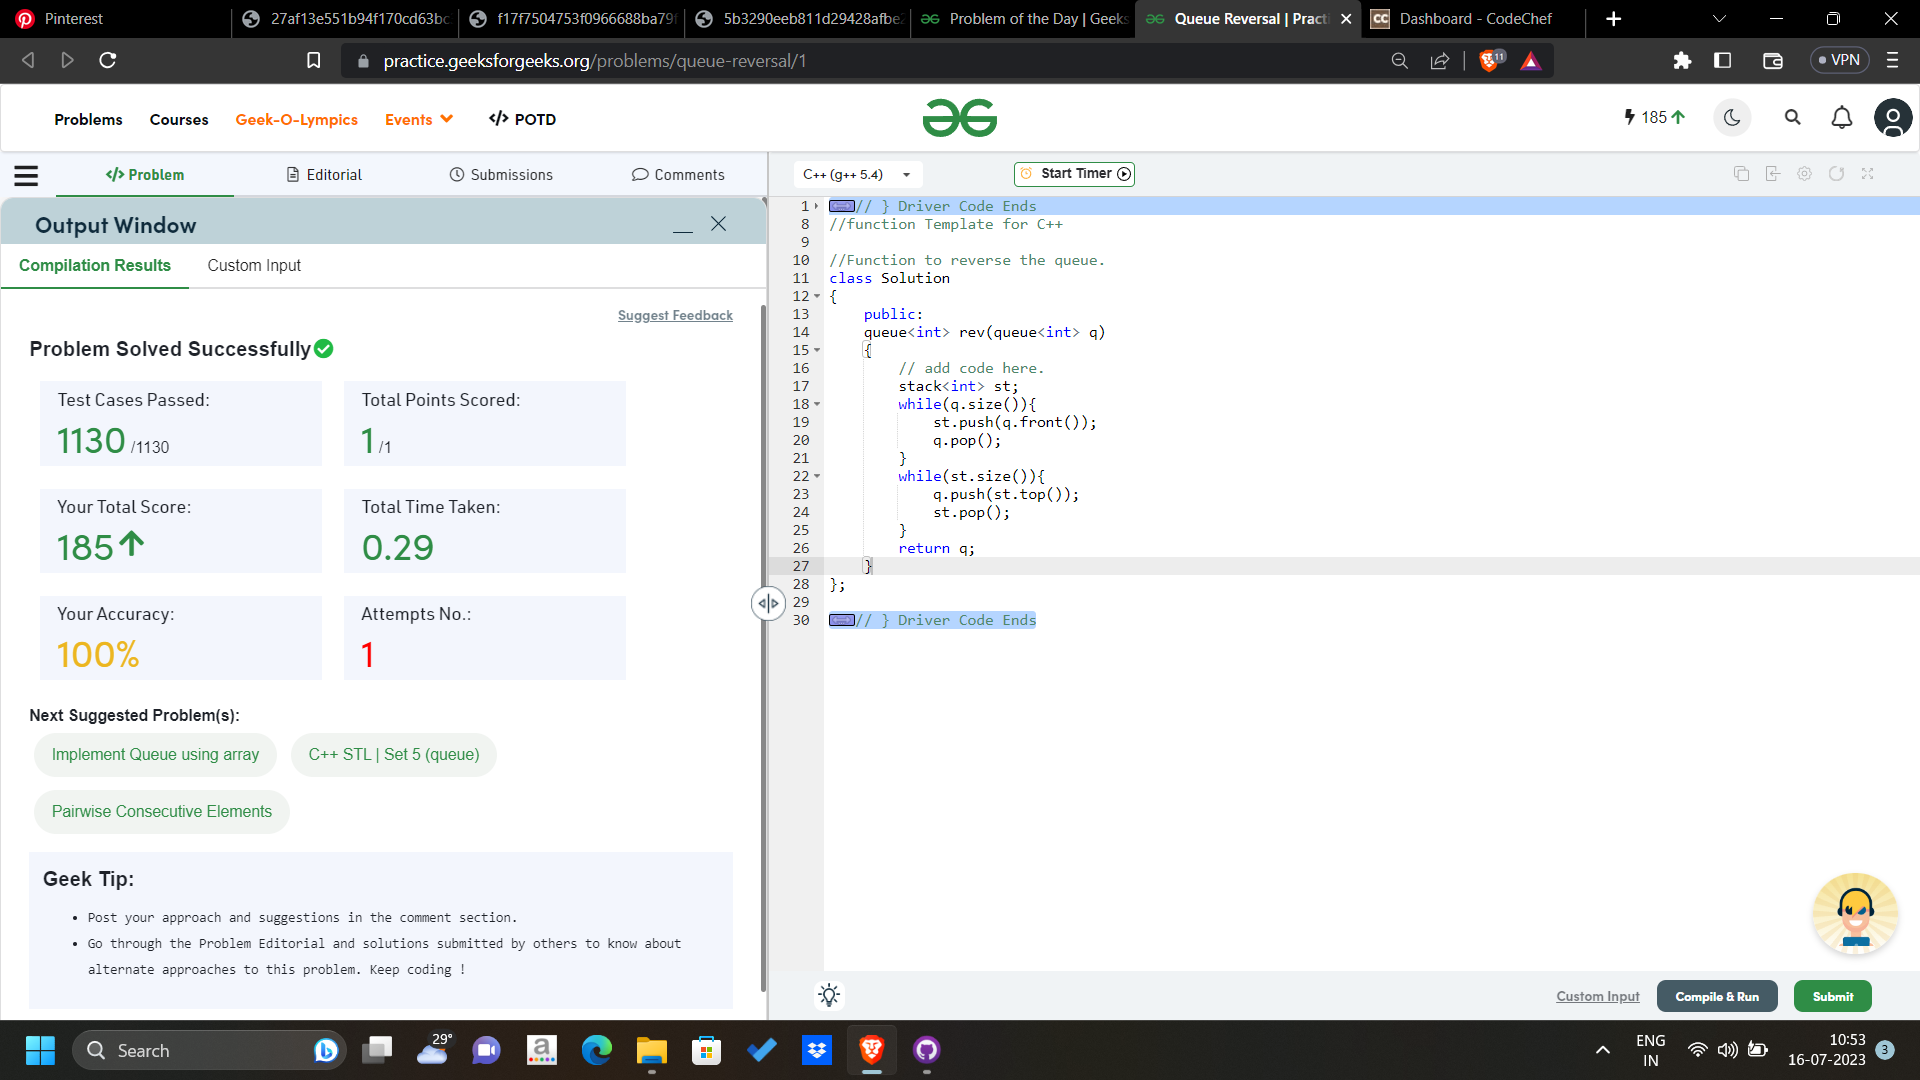 Pinterest
27af13e551b94f170cd63bc
f17f7504753f0966688ba79f
5b3290eeb811d29428afbe2
Problem of the Day | Geeks
Queue Reversal | Practi
CC
Dashboard - CodeChef
practice.geeksforgeeks.org/problems/queue-reversal/1
11
VPN
Problems
Courses
Geek-O-Lympics
Events
</> POTD
185
</> Problem
Editorial
Submissions
Comments
C++ (g++ 5.4)
Start Timer
Output Window
Compilation Results
Custom Input
Suggest Feedback
Problem Solved Successfully
Test Cases Passed:
1130 /1130
Total Points Scored:
1 /1
Your Total Score:
185
Total Time Taken:
0.29
Your Accuracy:
100%
Attempts No.:
1
Next Suggested Problem(s):
Implement Queue using array
C++ STL | Set 5 (queue)
Pairwise Consecutive Elements
Geek Tip:
• Post your approach and suggestions in the comment section.
• Go through the Problem Editorial and solutions submitted by others to know about
alternate approaches to this problem. Keep coding !
1 // } Driver Code Ends
8 //function Template for C++
9
10 //Function to reverse the queue.
11 class Solution
12 {
13 public:
14 queue<int> rev(queue<int> q)
15 {
16 // add code here.
17 stack<int> st;
18 while(q.size()){
19 st.push(q.front());
20 q.pop();
21 }
22 while(st.size()){
23 q.push(st.top());
24 st.pop();
25 }
26 return q;
27 }
28 };
29
30 // } Driver Code Ends
Custom Input
Compile & Run
Submit
Search
29°
a
ENG
IN
10:53
16-07-2023
3